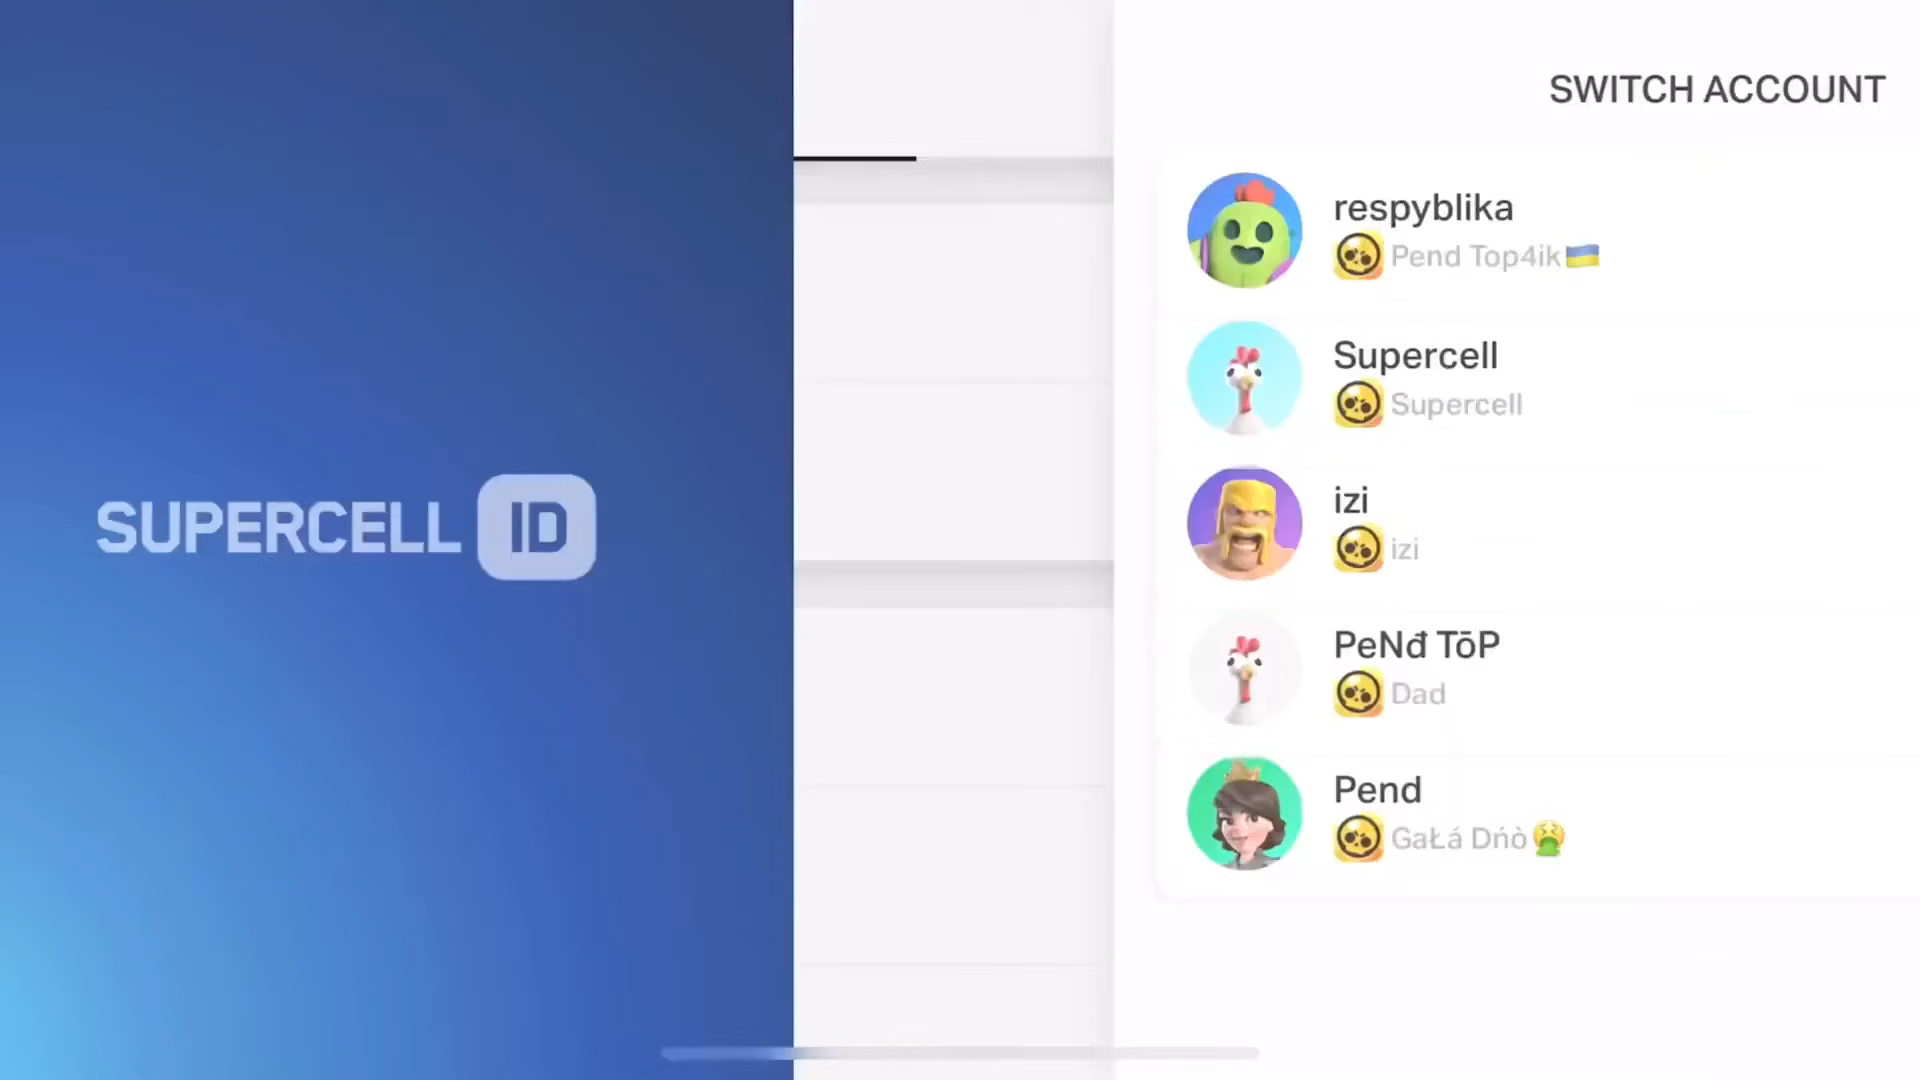 SUPERCELL ID
SWITCH ACCOUNT
respyblika
Pend Top4ik🇺🇦
Supercell
Supercell
izi
izi
PeNđ TōP
Dad
Pend
GaŁá Dńò🤮